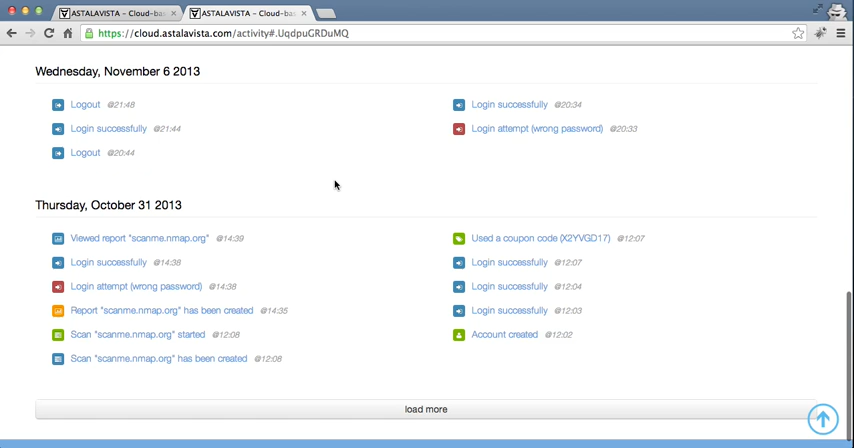 ASTALAVISTA - Cloud-bas
ASTALAVISTA - Cloud-bas
https://cloud.astalavista.com/activity#.UqdpuGRDuMQ
Wednesday, November 6 2013
Logout @21:48
Login successfully @20:34
Login successfully @21:44
Login attempt (wrong password) @20:33
Logout @20:44
Thursday, October 31 2013
Viewed report "scanme.nmap.org" @14:39
Used a coupon code (X2YVGD17) @12:07
Login successfully @14:38
Login successfully @12:07
Login attempt (wrong password) @14:38
Login successfully @12:04
Report "scanme.nmap.org" has been created @14:35
Login successfully @12:03
Scan "scanme.nmap.org" started @12:08
Account created @12:02
Scan "scanme.nmap.org" has been created @12:08
load more